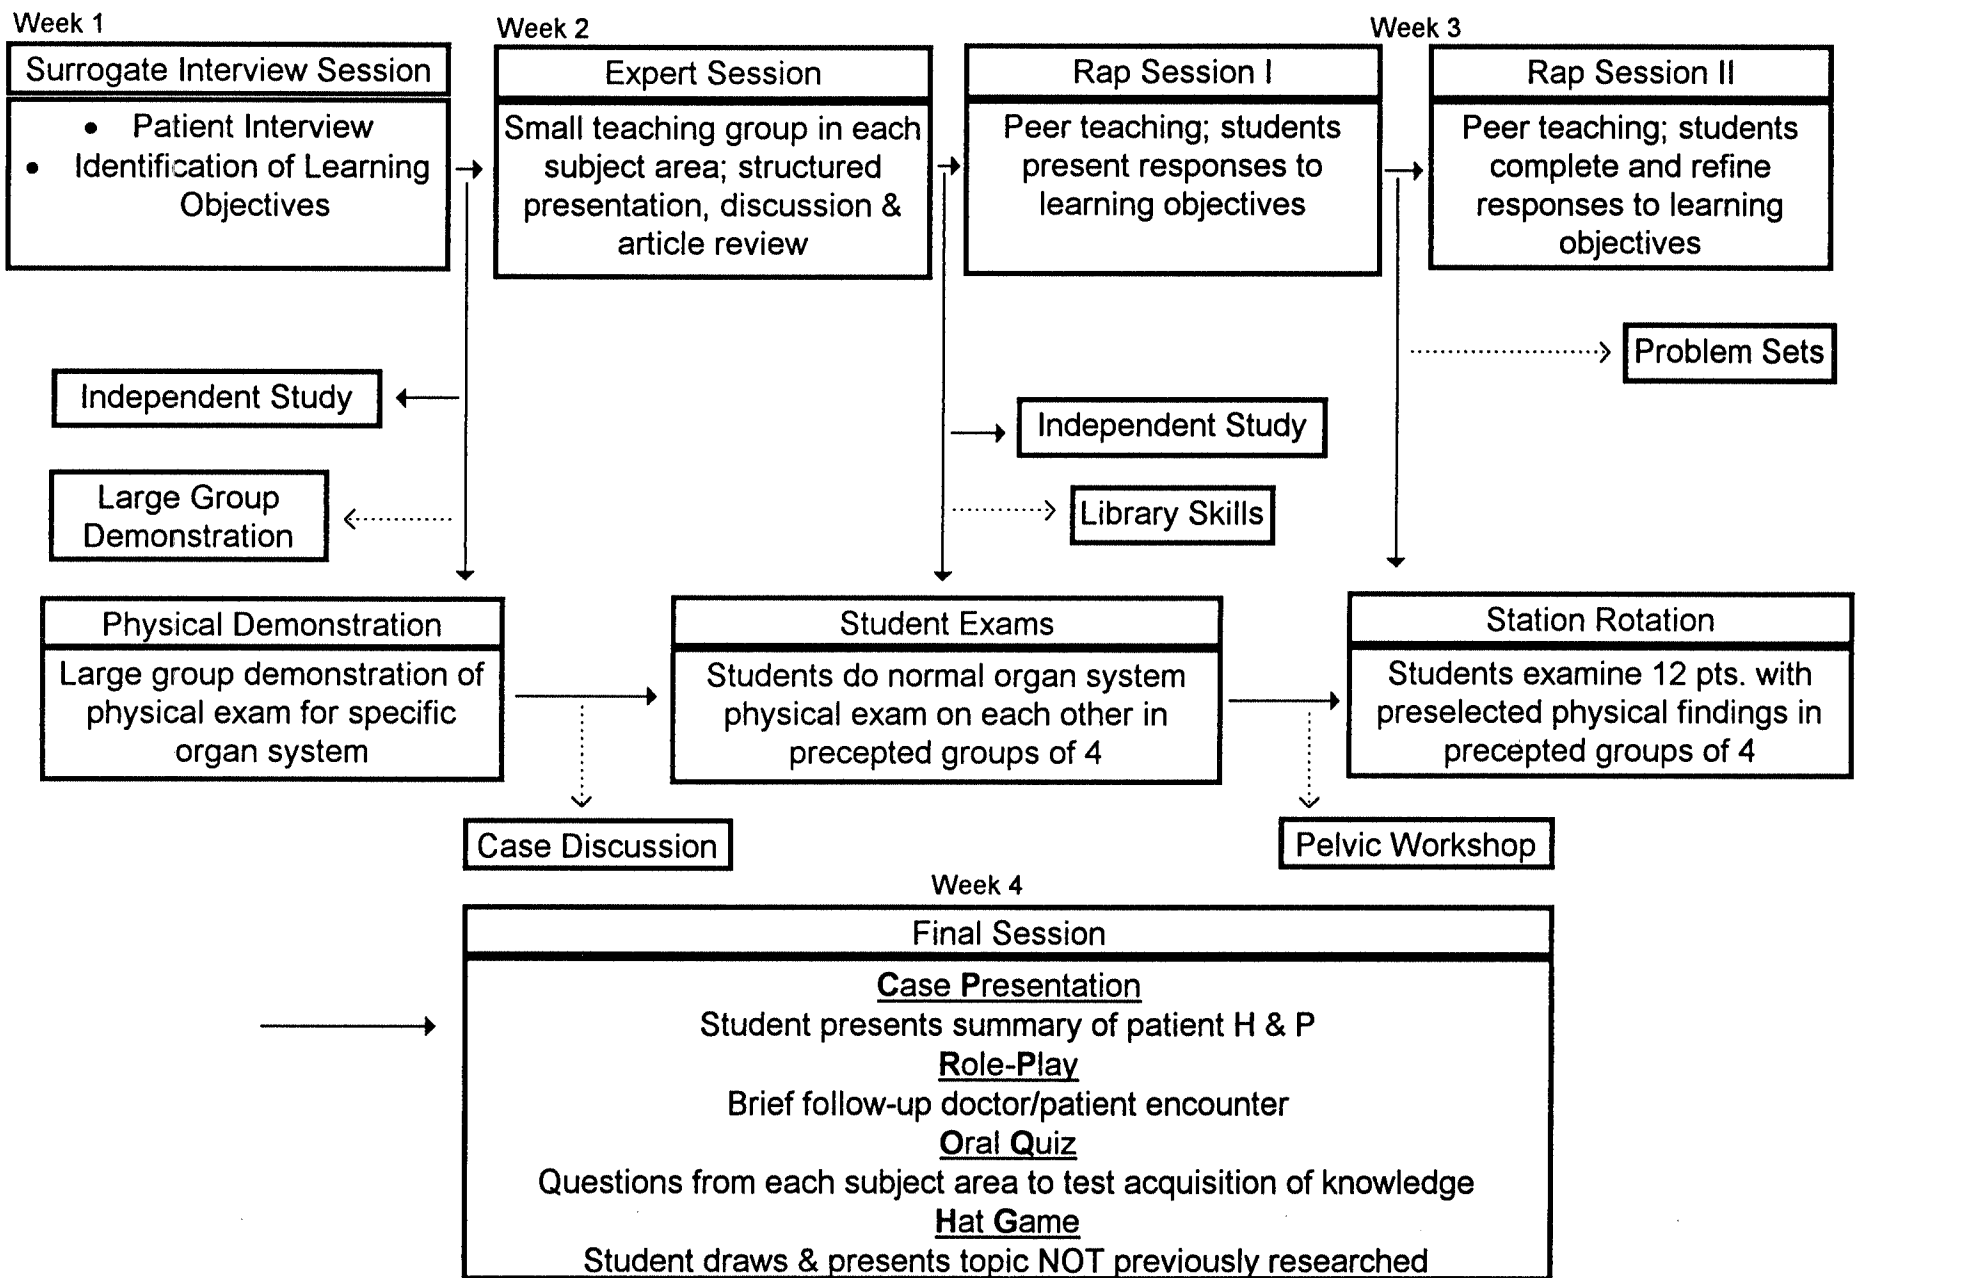 Week 1
Surrogate Interview Session
• Patient Interview
• Identification of Learning
Objectives
Week 2
Expert Session
Small teaching group in each
subject area; structured
presentation, discussion &
article review
Rap Session I
Peer teaching; students
present responses to
learning objectives
Week 3
Rap Session II
Peer teaching; students
complete and refine
responses to learning
objectives
Problem Sets
Independent Study
Large Group
Demonstration
Independent Study
Library Skills
Physical Demonstration
Large group demonstration of
physical exam for specific
organ system
Student Exams
Students do normal organ system
physical exam on each other in
precepted groups of 4
Station Rotation
Students examine 12 pts. with
preselected physical findings in
precepted groups of 4
Case Discussion
Pelvic Workshop
Week 4
Final Session
Case Presentation
Student presents summary of patient H & P
Role-Play
Brief follow-up doctor/patient encounter
Oral Quiz
Questions from each subject area to test acquisition of knowledge
Hat Game
Student draws & presents topic NOT previously researched